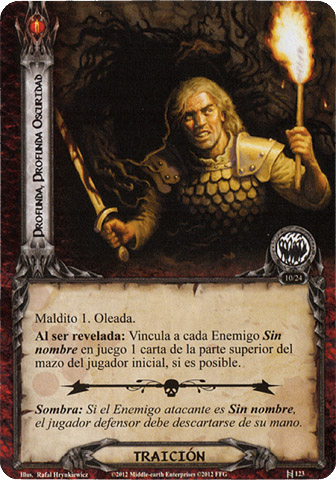 PROFUNDA, PROFUNDA OSCURIDAD
10/24
Maldito 1. Oleada.
Al ser revelada: Vincula a cada Enemigo Sin
nombre en juego 1 carta de la parte superior del
mazo del jugador inicial, si es posible.
Sombra: Si el Enemigo atacante es Sin nombre,
el jugador defensor debe descartarse de su mano.
TRAICIÓN
Illus. Rafał Hrynkiewicz
©2012 Middle-earth Enterprises ©2012 FFG
123